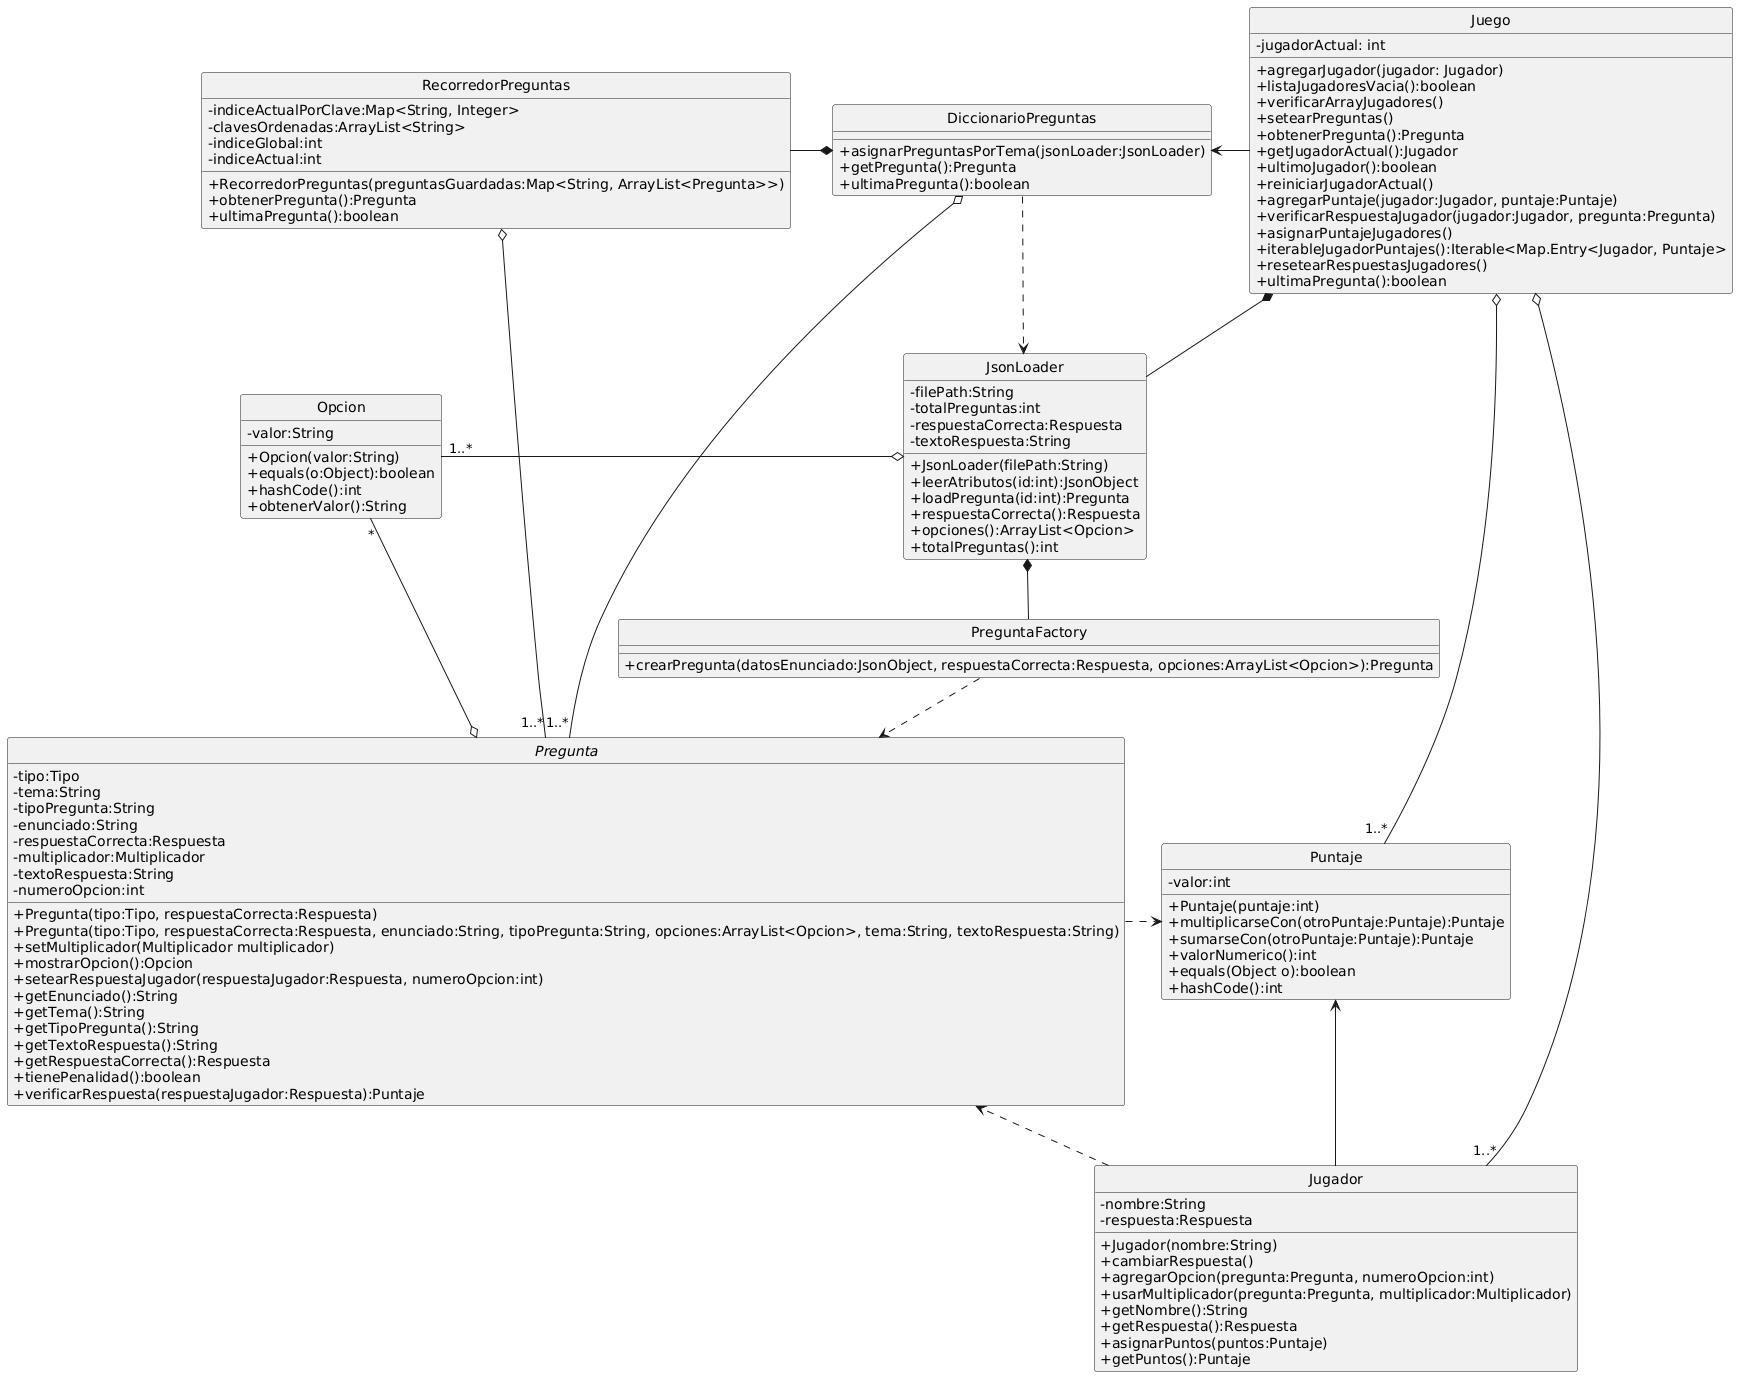 Juego
-jugadorActual: int
+agregarJugador(jugador: Jugador)
+listaJugadoresVacia():boolean
+verificarArrayJugadores()
+setearPreguntas()
+obtenerPregunta():Pregunta
+getJugadorActual():Jugador
+ultimoJugador():boolean
+reiniciarJugadorActual()
+agregarPuntaje(jugador:Jugador, puntaje:Puntaje)
+verificarRespuestaJugador(jugador:Jugador, pregunta:Pregunta)
+asignarPuntajeJugadores()
+iterableJugadorPuntajes():Iterable<Map.Entry<Jugador, Puntaje>
+resetearRespuestasJugadores()
+ultimaPregunta():boolean
RecorredorPreguntas
-indiceActualPorClave:Map<String, Integer>
-clavesOrdenadas:ArrayList<String>
-indiceGlobal:int
-indiceActual:int
+RecorredorPreguntas(preguntasGuardadas:Map<String, ArrayList<Pregunta>>)
+obtenerPregunta():Pregunta
+ultimaPregunta():boolean
DiccionarioPreguntas
+asignarPreguntasPorTema(jsonLoader:JsonLoader)
+getPregunta():Pregunta
+ultimaPregunta():boolean
JsonLoader
-filePath:String
-totalPreguntas:int
-respuestaCorrecta:Respuesta
-textoRespuesta:String
+JsonLoader(filePath:String)
+leerAtributos(id:int):JsonObject
+loadPregunta(id:int):Pregunta
+respuestaCorrecta():Respuesta
+opciones():ArrayList<Opcion>
+totalPreguntas():int
Opcion
-valor:String
+Opcion(valor:String)
+equals(o:Object):boolean
+hashCode():int
+obtenerValor():String
1..*
*
PreguntaFactory
+crearPregunta(datosEnunciado:JsonObject, respuestaCorrecta:Respuesta, opciones:ArrayList<Opcion>):Pregunta
1..*
1..*
Pregunta
-tipo:Tipo
-tema:String
-tipoPregunta:String
-enunciado:String
-respuestaCorrecta:Respuesta
-multiplicador:Multiplicador
-textoRespuesta:String
-numeroOpcion:int
+Pregunta(tipo:Tipo, respuestaCorrecta:Respuesta)
+Pregunta(tipo:Tipo, respuestaCorrecta:Respuesta, enunciado:String, tipoPregunta:String, opciones:ArrayList<Opcion>, tema:String, textoRespuesta:String)
+setMultiplicador(Multiplicador multiplicador)
+mostrarOpcion():Opcion
+setearRespuestaJugador(respuestaJugador:Respuesta, numeroOpcion:int)
+getEnunciado():String
+getTema():String
+getTipoPregunta():String
+getTextoRespuesta():String
+getRespuestaCorrecta():Respuesta
+tienePenalidad():boolean
+verificarRespuesta(respuestaJugador:Respuesta):Puntaje
1..*
Puntaje
-valor:int
+Puntaje(puntaje:int)
+multiplicarseCon(otroPuntaje:Puntaje):Puntaje
+sumarseCon(otroPuntaje:Puntaje):Puntaje
+valorNumerico():int
+equals(Object o):boolean
+hashCode():int
1..*
Jugador
-nombre:String
-respuesta:Respuesta
+Jugador(nombre:String)
+cambiarRespuesta()
+agregarOpcion(pregunta:Pregunta, numeroOpcion:int)
+usarMultiplicador(pregunta:Pregunta, multiplicador:Multiplicador)
+getNombre():String
+getRespuesta():Respuesta
+asignarPuntos(puntos:Puntaje)
+getPuntos():Puntaje